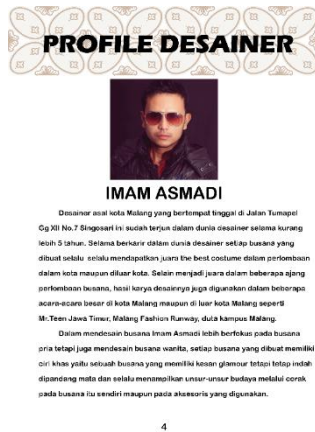 PROFILE DESAINER
IMAM ASMADI
Desainer asal kota Malang yang bertempat tinggal di Jalan Tumapel
Gg XII No.7 Singosari ini sudah terjun dalam dunia desainer selama kurang
lebih 5 tahun. Selama berkarir dalam dunia desainer setiap busana yang
dibuat selalu selalu mendapatkan juara the best costume dalam perlombaan
dalam kota maupun diluar kota. Selain menjadi juara dalam beberapa ajang
perlombaan busana, hasil karya desainnya juga digunakan dalam beberapa
acara-acara besar di kota Malang maupun di luar kota Malang seperti
Mr.Teen Jawa Timur, Malang Fashion Runway, duta kampus Malang.
Dalam mendesain busana Imam Asmadi lebih berfokus pada busana
pria tetapi juga mendesain busana wanita, setiap busana yang dibuat memiliki
ciri khas yaitu sebuah busana yang memiliki kesan glamour tetapi tetap indah
dipandang mata dan selalu menampilkan unsur-unsur budaya melalui corak
pada busana itu sendiri maupun pada aksesoris yang digunakan.
4